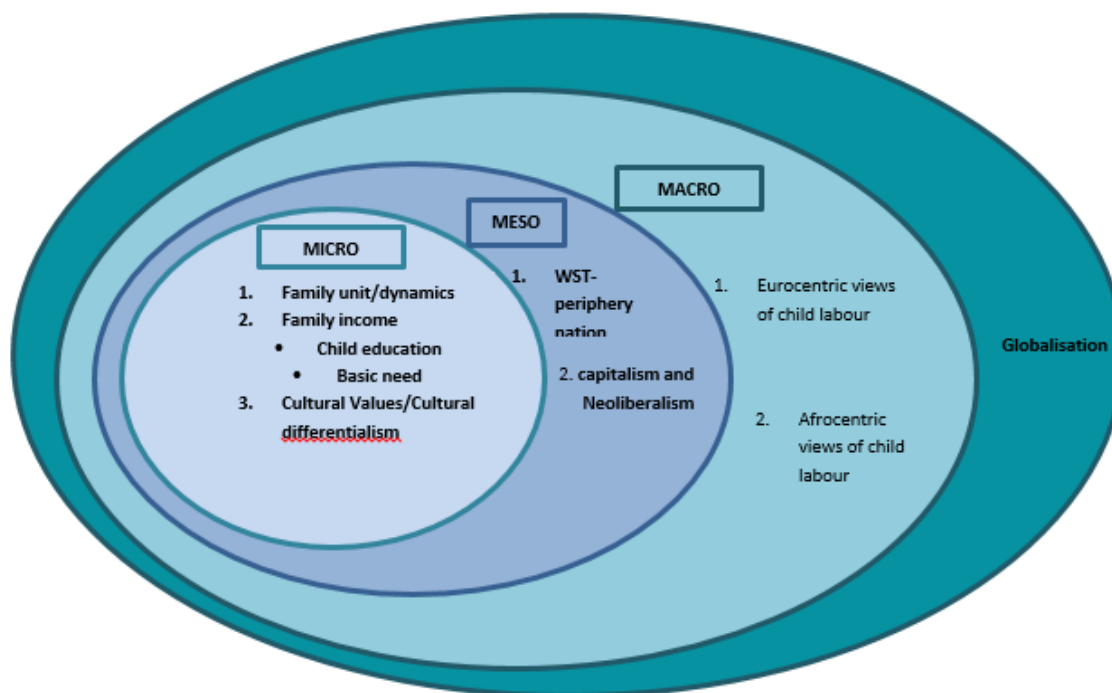 MICRO
1. Family unit/dynamics
2. Family income
• Child education
• Basic need
3. Cultural Values/Cultural
differentialism
MESO
1. WST-
periphery
nation
2. capitalism and
Neoliberalism
MACRO
1. Eurocentric views
of child labour
2. Afrocentric
views of child
labour
Globalisation